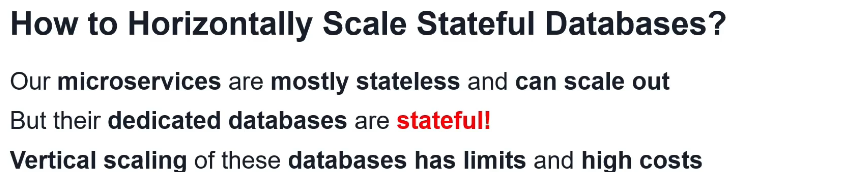 How to Horizontally Scale Stateful Databases?
Our microservices are mostly stateless and can scale out
But their dedicated databases are stateful!
Vertical scaling of these databases has limits and high costs